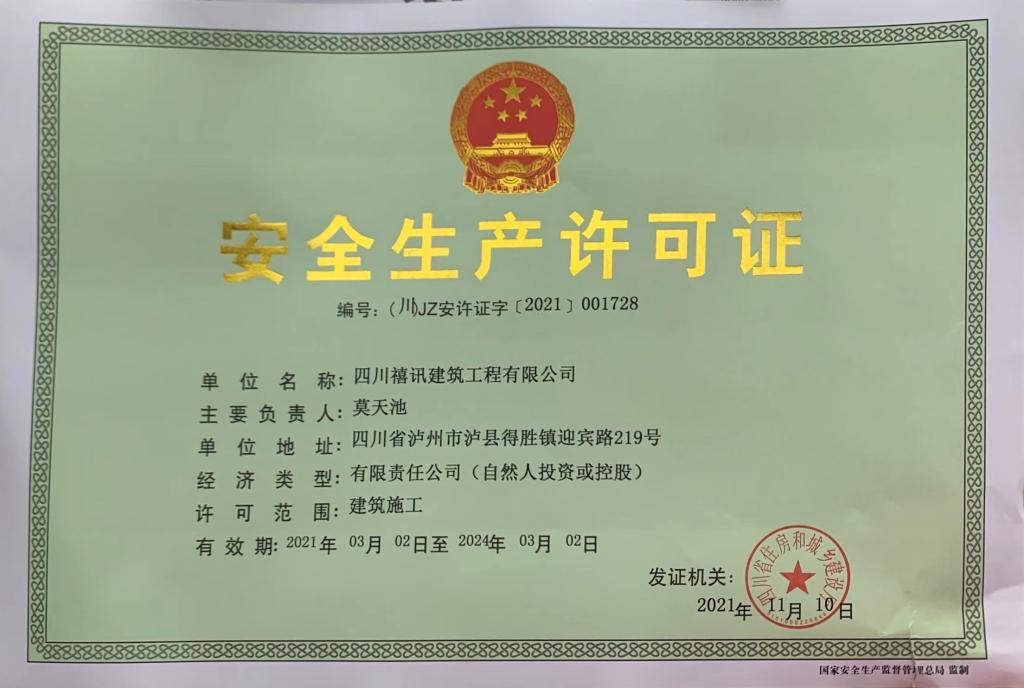 安全生产许可证
编号:（川)JZ安许证字〔2021〕001728
单位名称: 四川禧讯建筑工程有限公司
主要负责人: 莫天池
单位地址: 四川省泸州市泸县得胜镇迎宾路219号
经济类型: 有限责任公司（自然人投资或控股）
许可范围: 建筑施工
有效期: 2021年 03月 02日至 2024年 03月 02日
发证机关:
四川省住房和城乡建设厅
2021年 11月 10日
国家安全生产监督管理总局 监制